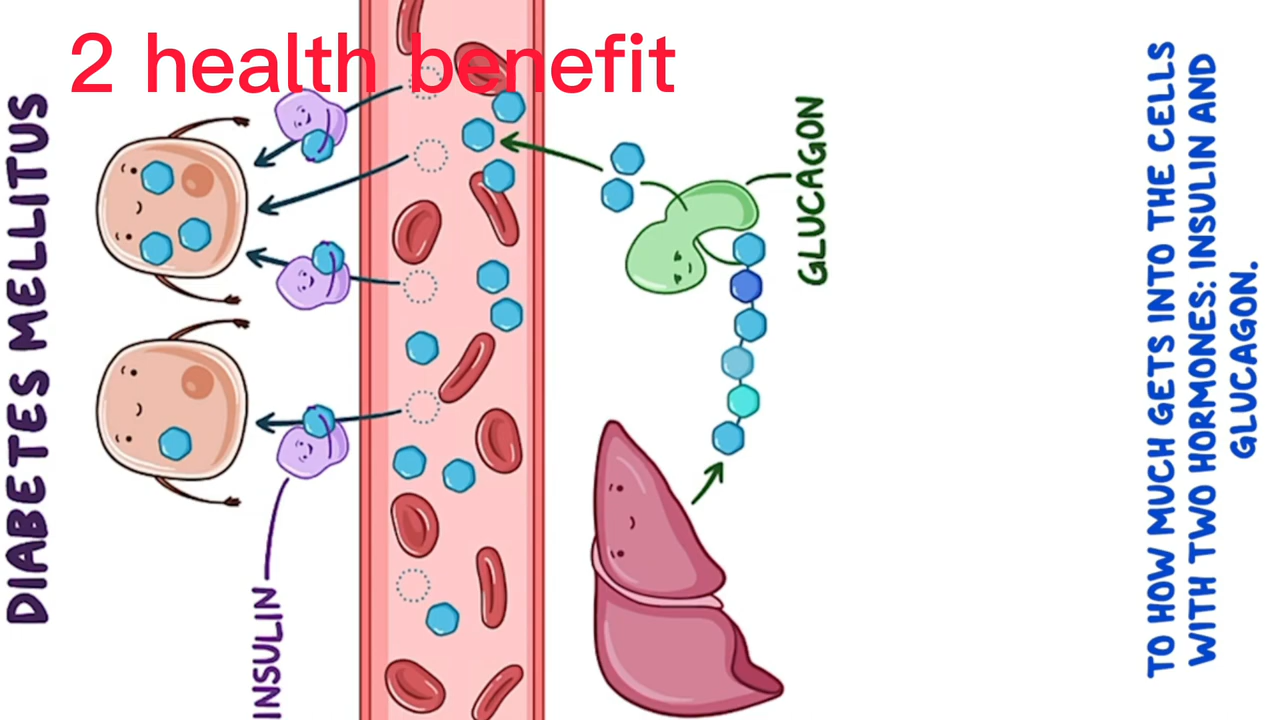 2 health benefit
DIABETES MELLITUS
INSULIN
GLUCAGON
TO HOW MUCH GETS INTO THE CELLS
WITH TWO HORMONES: INSULIN AND
GLUCAGON.